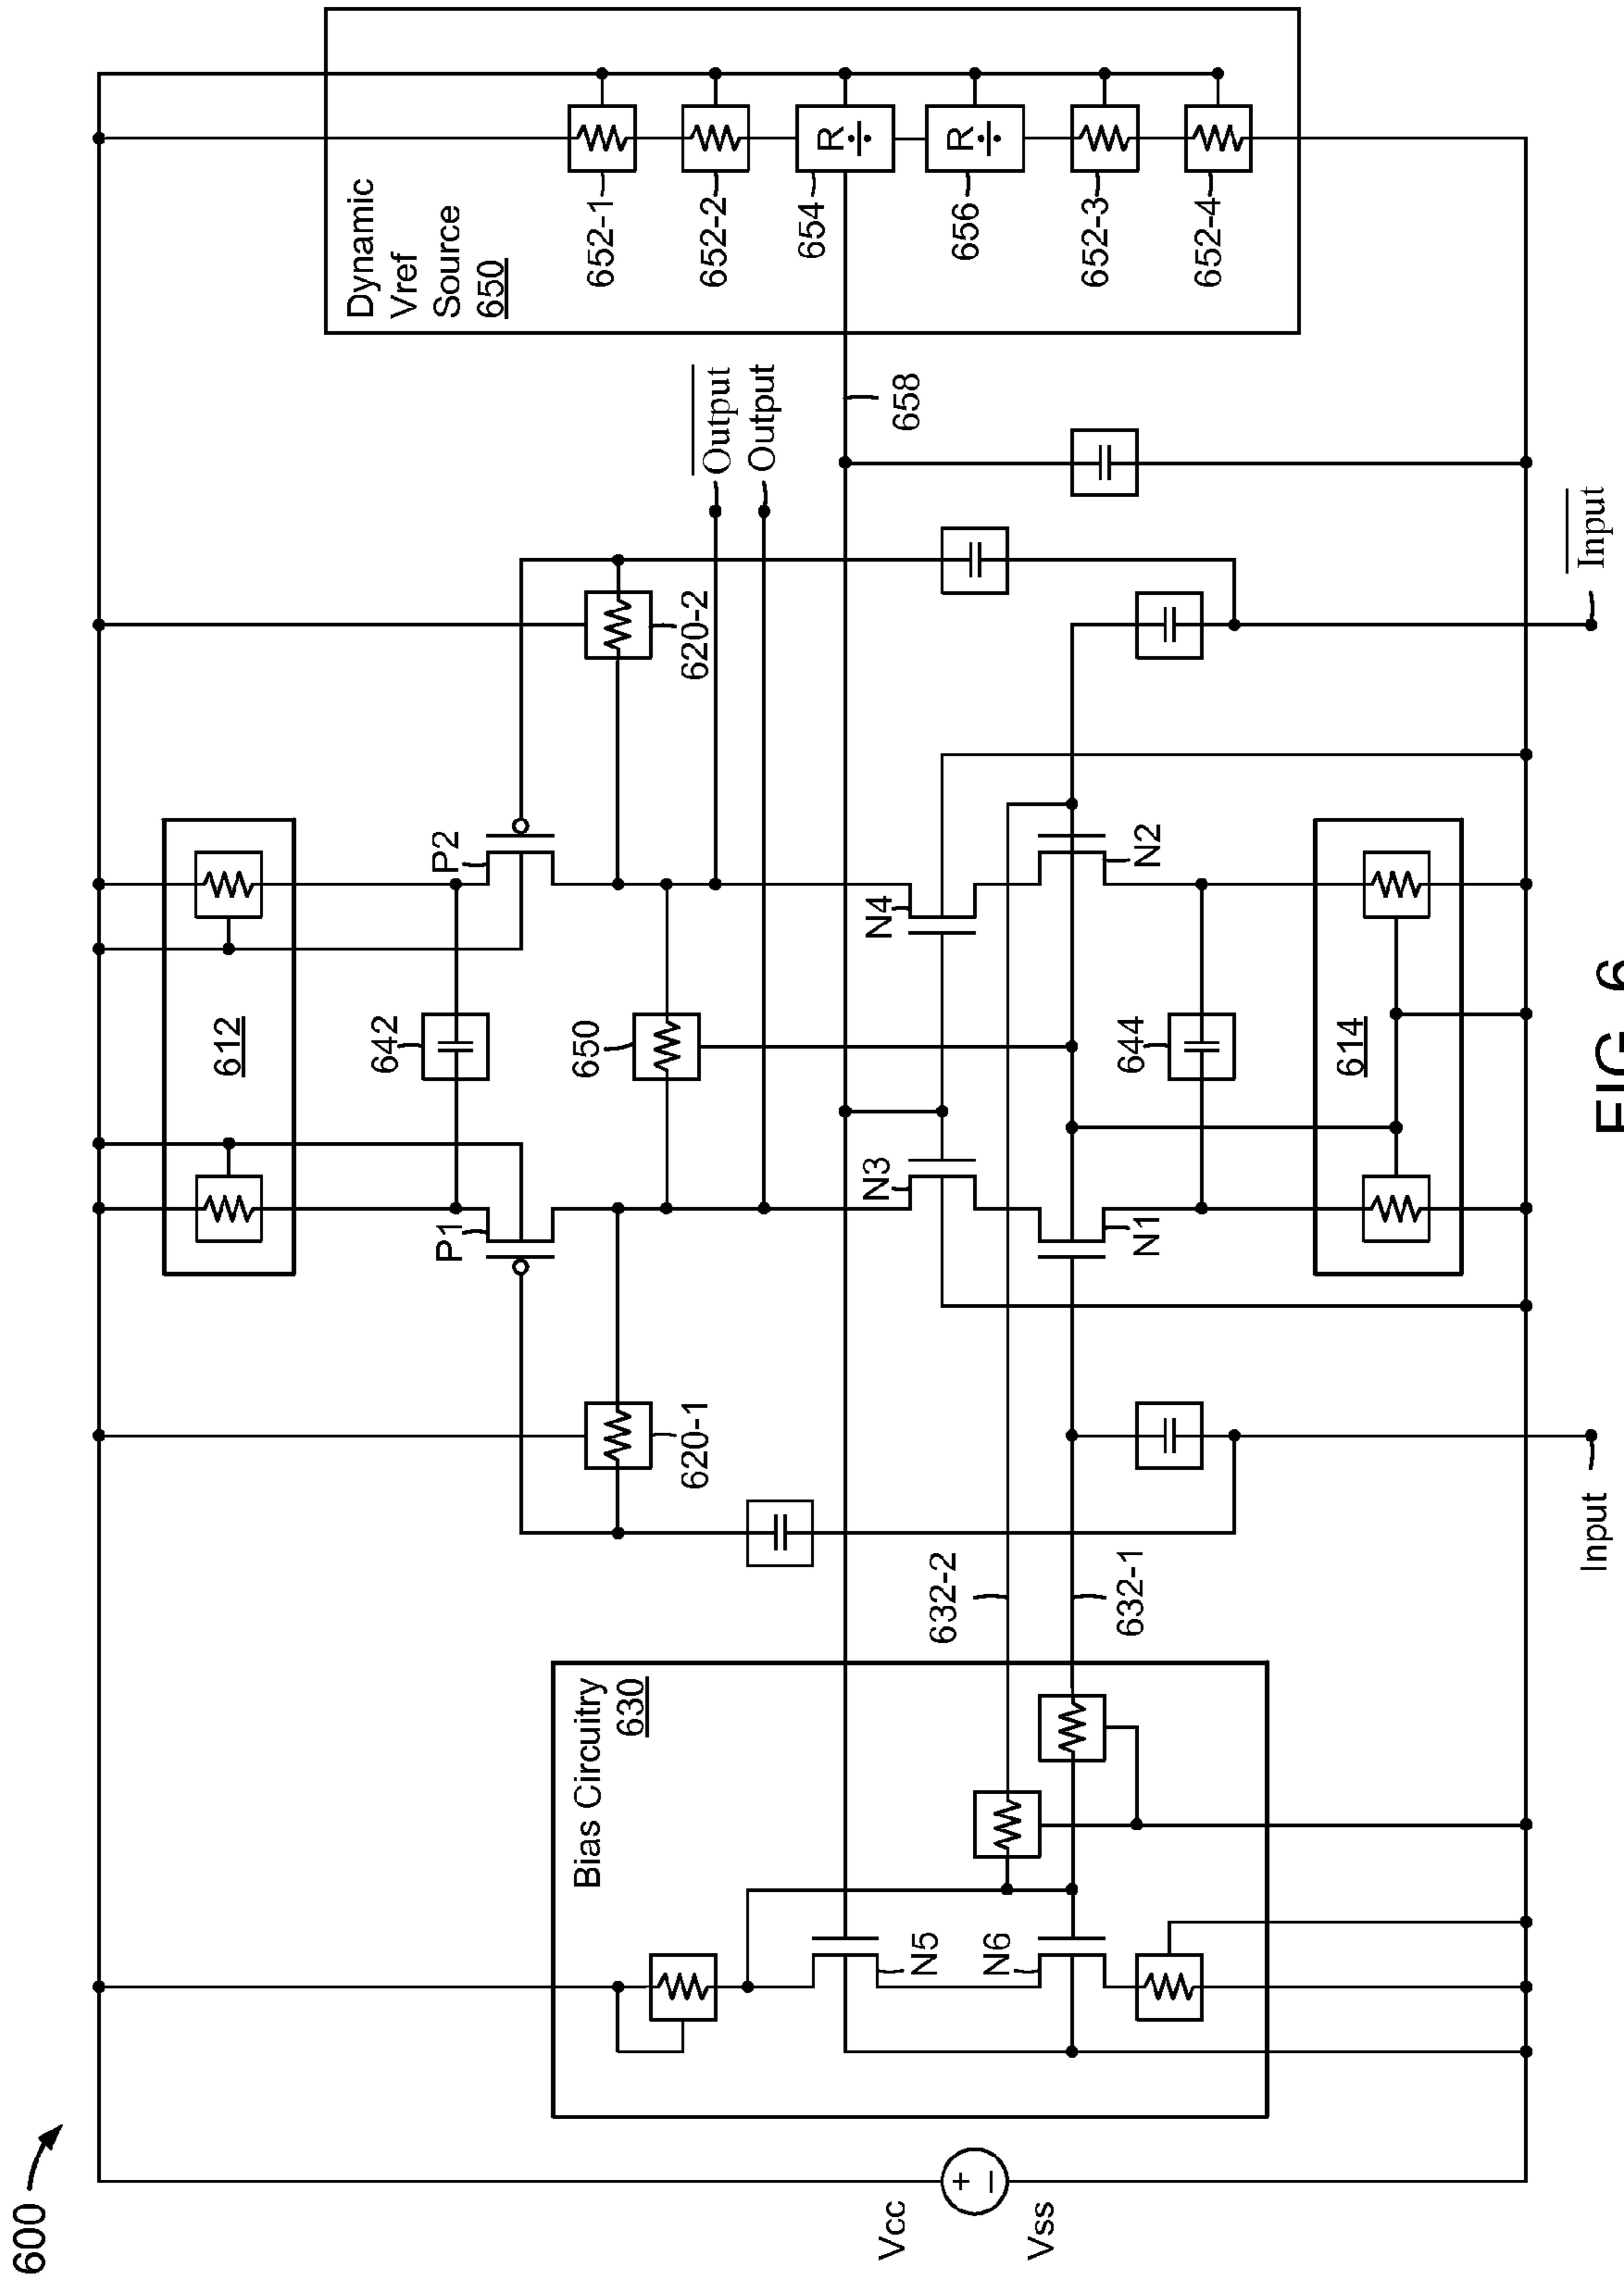 600
Vcc
Vss
Bias Circuitry
630
N5
N6
632-2
632-1
Input
620-1
612
P1
P2
642
650
N3
N4
N1
N2
644
614
620-2
Output
Output
658
Input
Dynamic
Vref
Source
650
652-1
652-2
654
R÷
656
R÷
652-3
652-4
FIG. 6